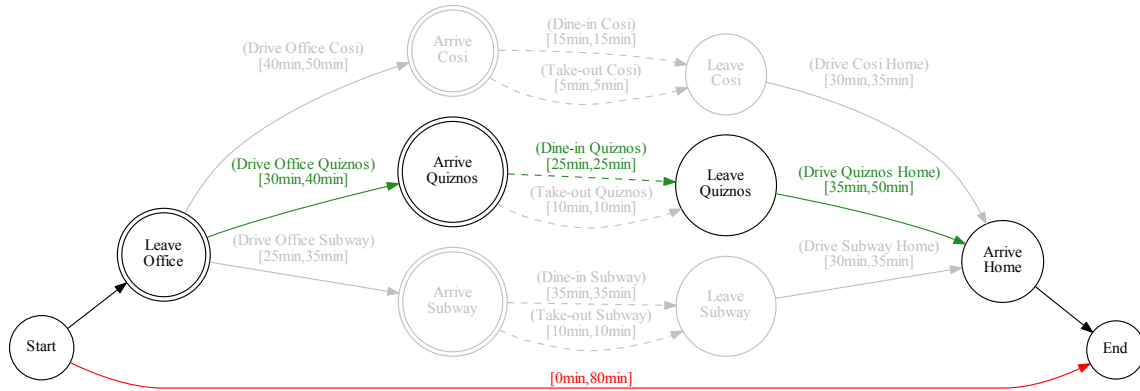 (Drive Office Cosi)
[40min,50min]
Arrive
Cosi
(Dine-in Cosi)
[15min,15min]
(Take-out Cosi)
[5min,5min]
Leave
Cosi
(Drive Cosi Home)
[30min,35min]
(Drive Office Quiznos)
[30min,40min]
Arrive
Quiznos
(Dine-in Quiznos)
[25min,25min]
(Take-out Quiznos)
[10min,10min]
Leave
Quiznos
(Drive Quiznos Home)
[35min,50min]
Leave
Office
(Drive Office Subway)
[25min,35min]
Arrive
Subway
(Dine-in Subway)
[35min,35min]
(Take-out Subway)
[10min,10min]
Leave
Subway
(Drive Subway Home)
[30min,35min]
Arrive
Home
Start
End
[0min,80min]